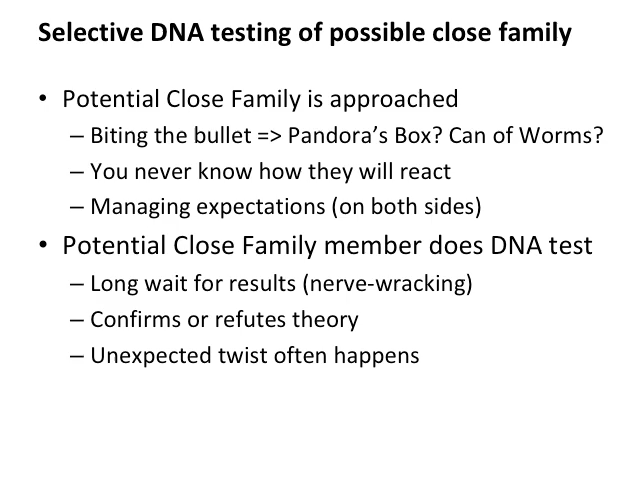 Selective DNA testing of possible close family
• Potential Close Family is approached
– Biting the bullet => Pandora's Box? Can of Worms?
– You never know how they will react
– Managing expectations (on both sides)
• Potential Close Family member does DNA test
– Long wait for results (nerve-wracking)
– Confirms or refutes theory
– Unexpected twist often happens